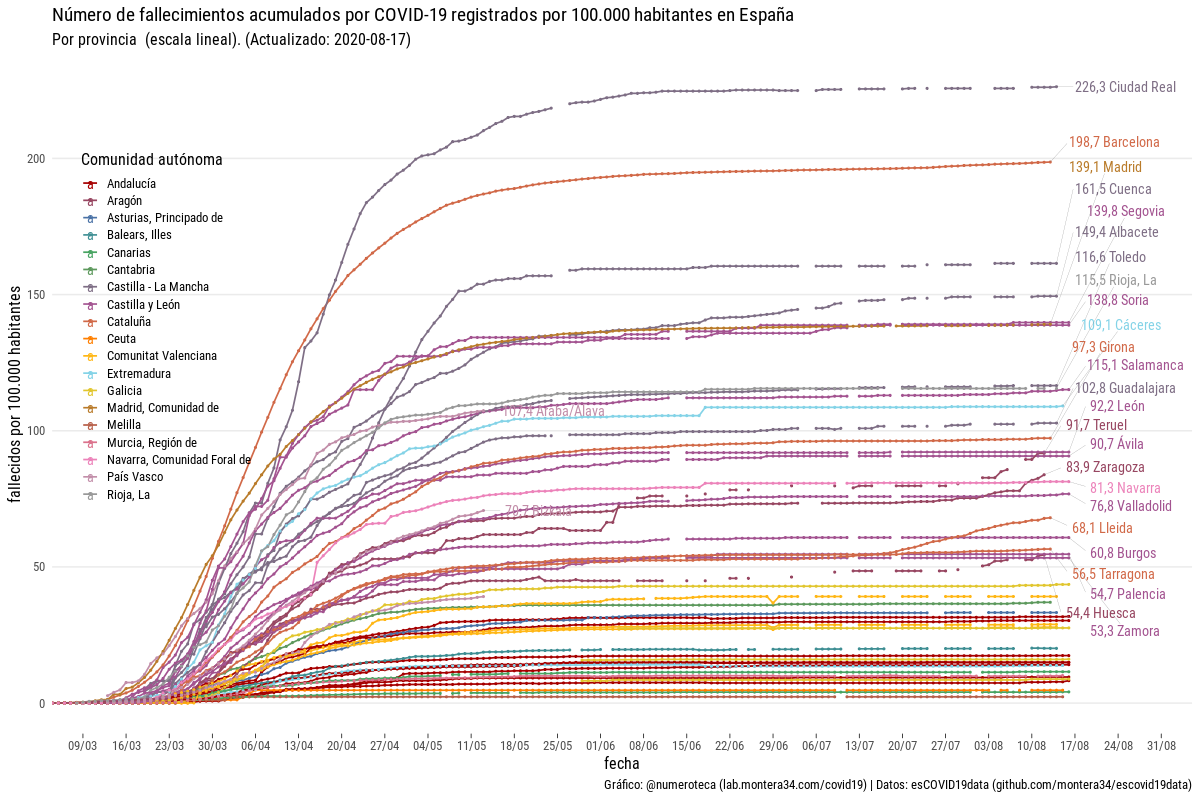 Número de fallecimientos acumulados por COVID-19 registrados por 100.000 habitantes en España
Por provincia (escala lineal). (Actualizado: 2020-08-17)
fallecidos por 100.000 habitantes
200
150
100
50
0
Comunidad autónoma
Andalucía
Aragón
Asturias, Principado de
Balears, Illes
Canarias
Cantabria
Castilla - La Mancha
Castilla y León
Cataluña
Ceuta
Comunitat Valenciana
Extremadura
Galicia
Madrid, Comunidad de
Melilla
Murcia, Región de
Navarra, Comunidad Foral de
País Vasco
Rioja, La
107,4 Araba/Álava
70,7 Bizkaia
226,3 Ciudad Real
198,7 Barcelona
139,1 Madrid
161,5 Cuenca
139,8 Segovia
149,4 Albacete
116,6 Toledo
115,5 Rioja, La
138,8 Soria
109,1 Cáceres
97,3 Girona
115,1 Salamanca
102,8 Guadalajara
92,2 León
91,7 Teruel
90,7 Ávila
83,9 Zaragoza
81,3 Navarra
76,8 Valladolid
68,1 Lleida
60,8 Burgos
56,5 Tarragona
54,7 Palencia
54,4 Huesca
53,3 Zamora
09/03 16/03 23/03 30/03 06/04 13/04 20/04 27/04 04/05 11/05 18/05 25/05 01/06 08/06 15/06 22/06 29/06 06/07 13/07 20/07 27/07 03/08 10/08 17/08 24/08 31/08
fecha
Gráfico: @numeroteca (lab.montera34.com/covid19) | Datos: esCOVID19data (github.com/montera34/escovid19data)